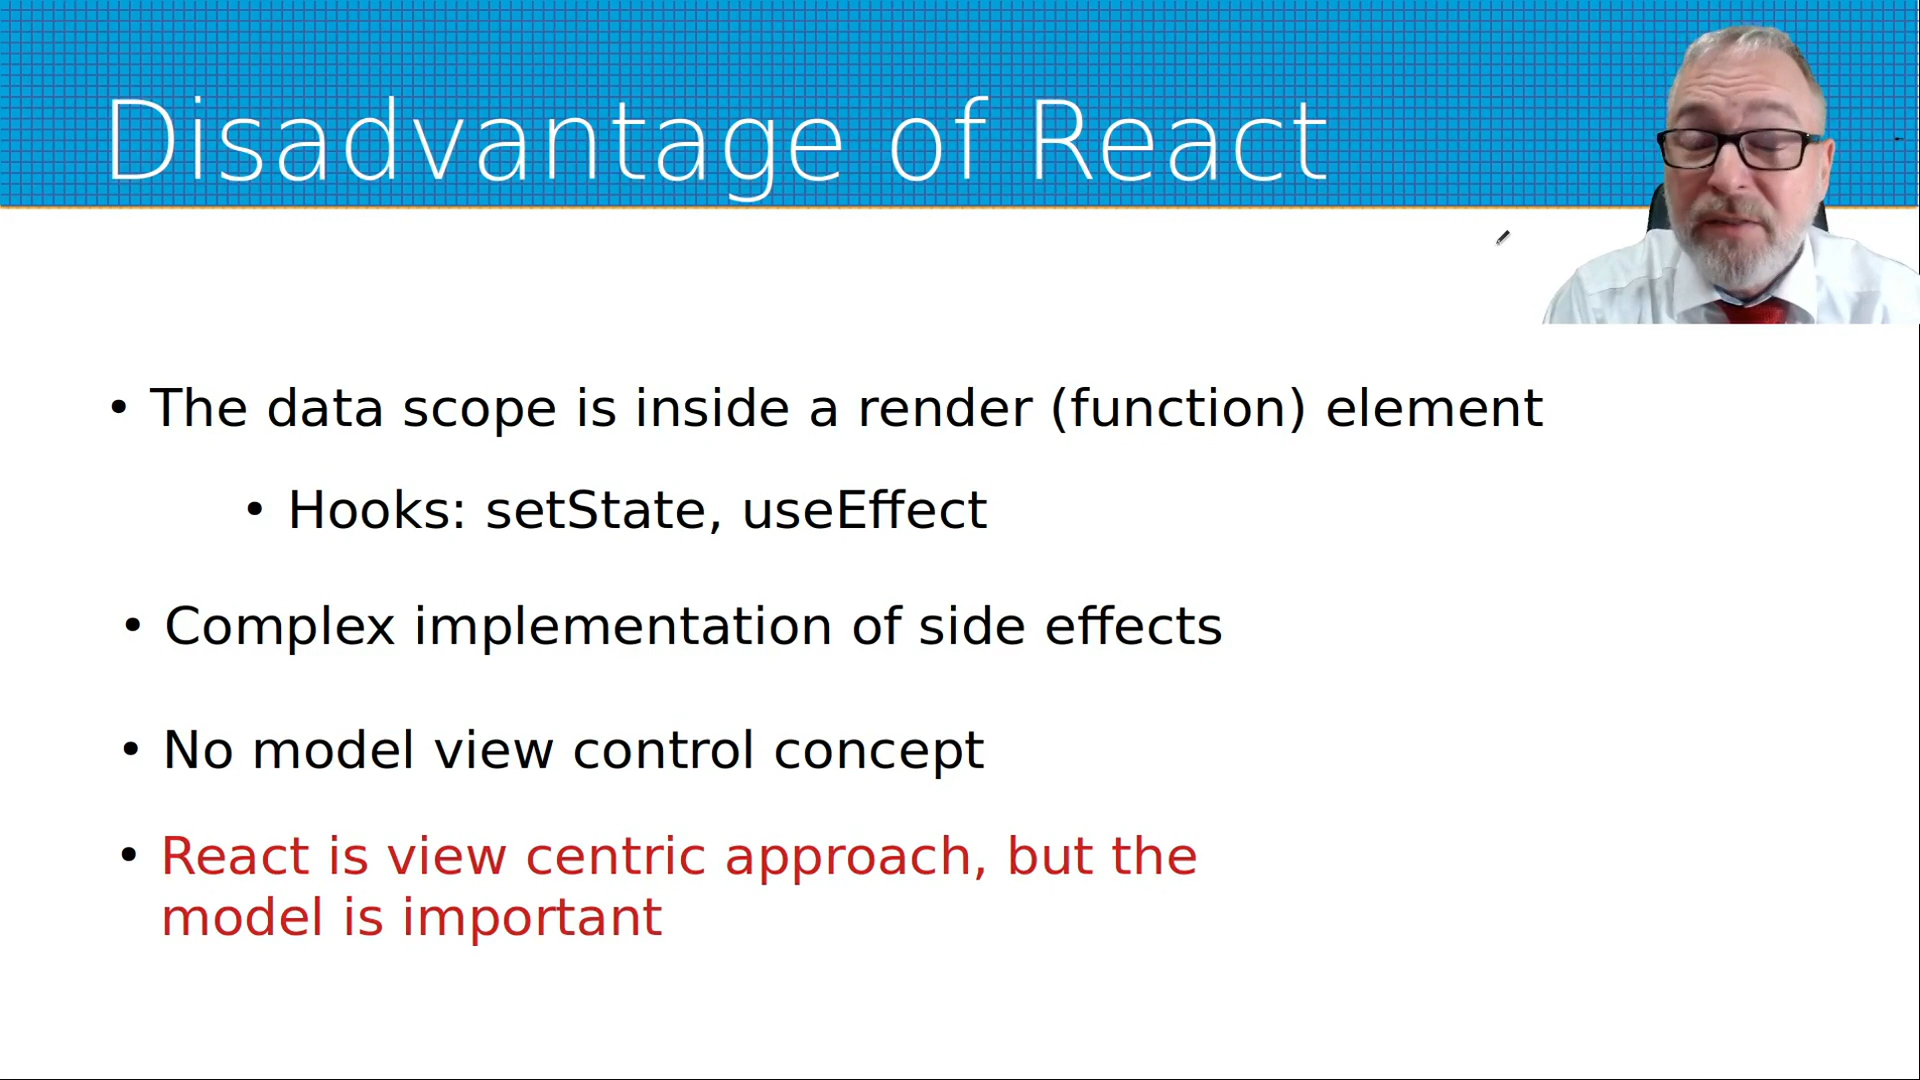 Disadvantage of React
• The data scope is inside a render (function) element
• Hooks: setState, useEffect
• Complex implementation of side effects
• No model view control concept
• React is view centric approach, but the
model is important